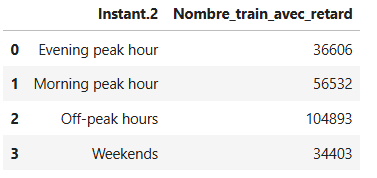 Instant.2 Nombre_train_avec_retard
0 Evening peak hour 36606
1 Morning peak hour 56532
2 Off-peak hours 104893
3 Weekends 34403